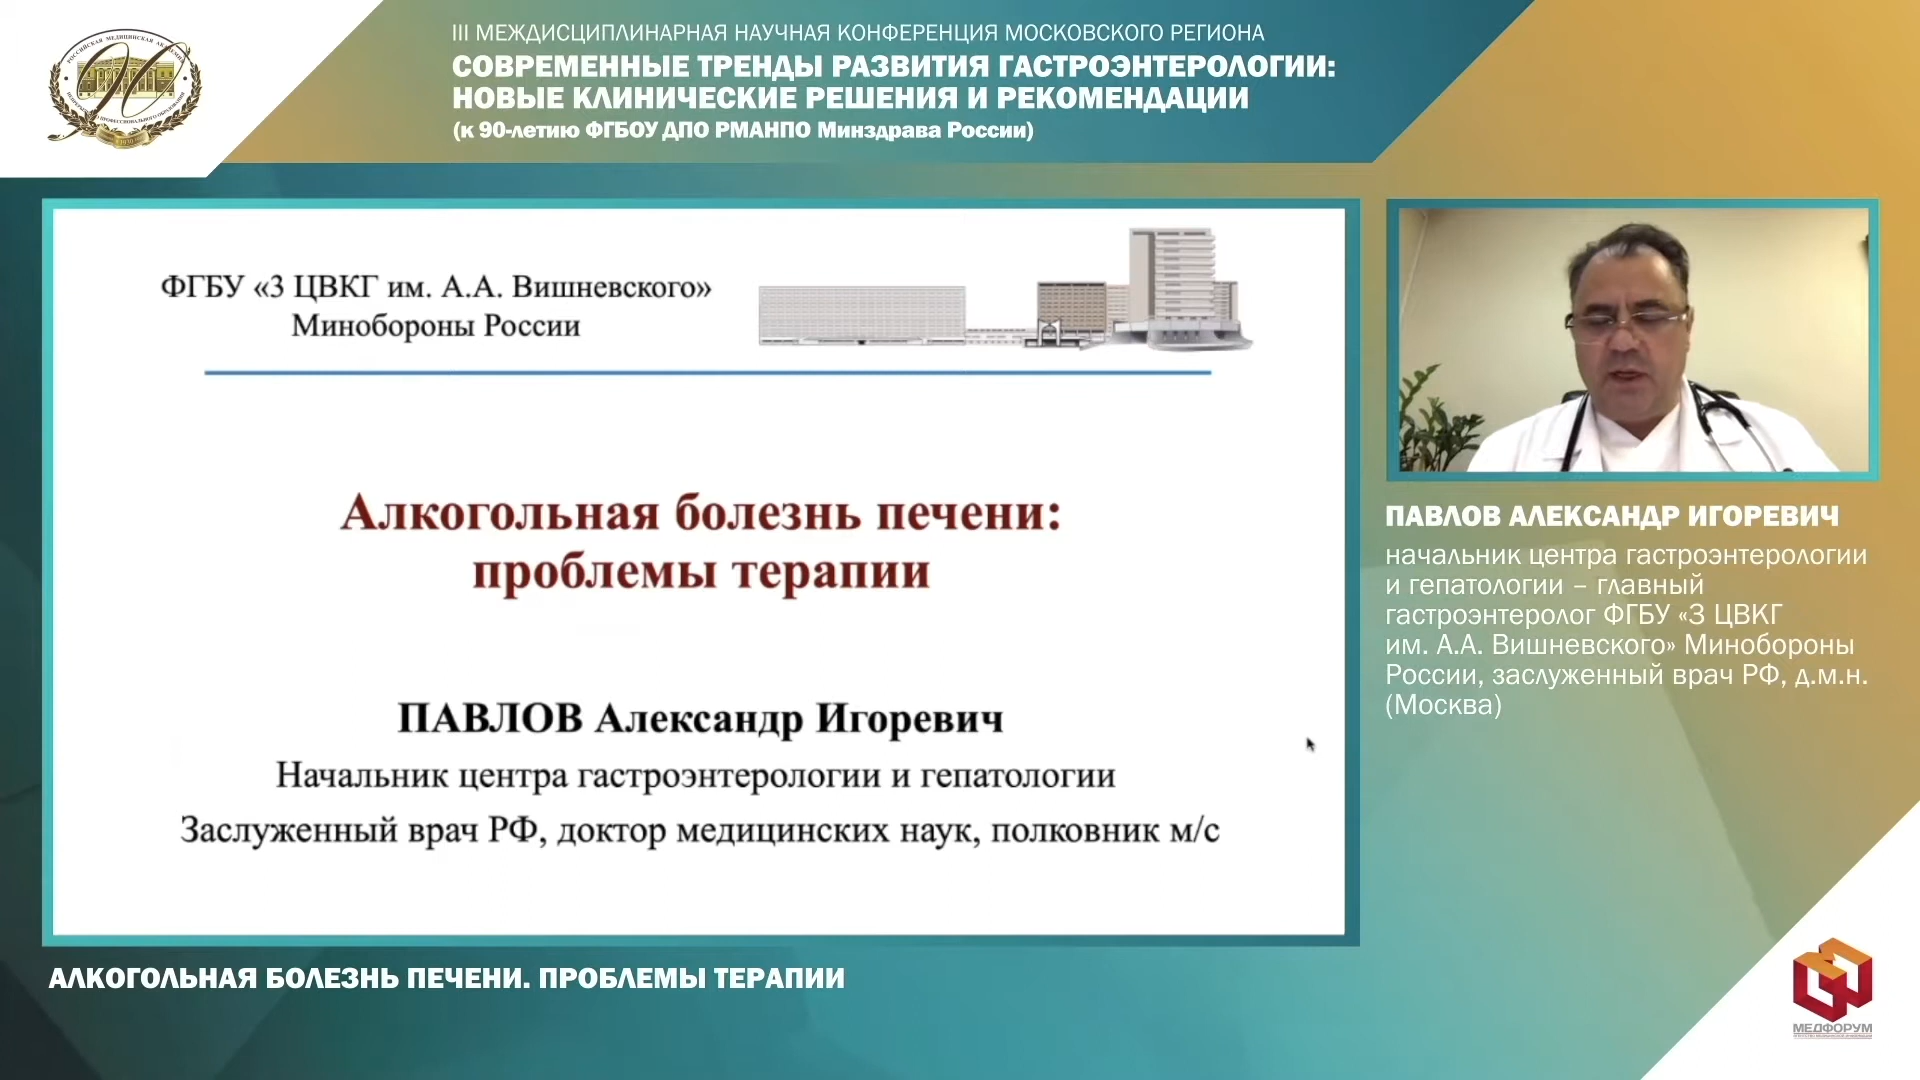 РОССИЙСКАЯ МЕДИЦИНСКАЯ АКАДЕМИЯ
III МЕЖДИСЦИПЛИНАРНАЯ НАУЧНАЯ КОНФЕРЕНЦИЯ МОСКОВСКОГО РЕГИОНА
СОВРЕМЕННЫЕ ТРЕНДЫ РАЗВИТИЯ ГАСТРОЭНТЕРОЛОГИИ:
НОВЫЕ КЛИНИЧЕСКИЕ РЕШЕНИЯ И РЕКОМЕНДАЦИИ
(к 90-летию ФГБОУ ДПО РМАНПО Минздрава России)
ФГБУ «3 ЦВКГ им. А.А. Вишневского»
Минобороны России
Алкогольная болезнь печени:
проблемы терапии
ПАВЛОВ Александр Игоревич
Начальник центра гастроэнтерологии и гепатологии
Заслуженный врач РФ, доктор медицинских наук, полковник м/с
ПАВЛОВ АЛЕКСАНДР ИГОРЕВИЧ
начальник центра гастроэнтерологии
и гепатологии – главный
гастроэнтеролог ФГБУ «3 ЦВКГ
им. А.А. Вишневского» Минобороны
России, заслуженный врач РФ, д.м.н.
(Москва)
АЛКОГОЛЬНАЯ БОЛЕЗНЬ ПЕЧЕНИ. ПРОБЛЕМЫ ТЕРАПИИ
МЕДФОРУМ